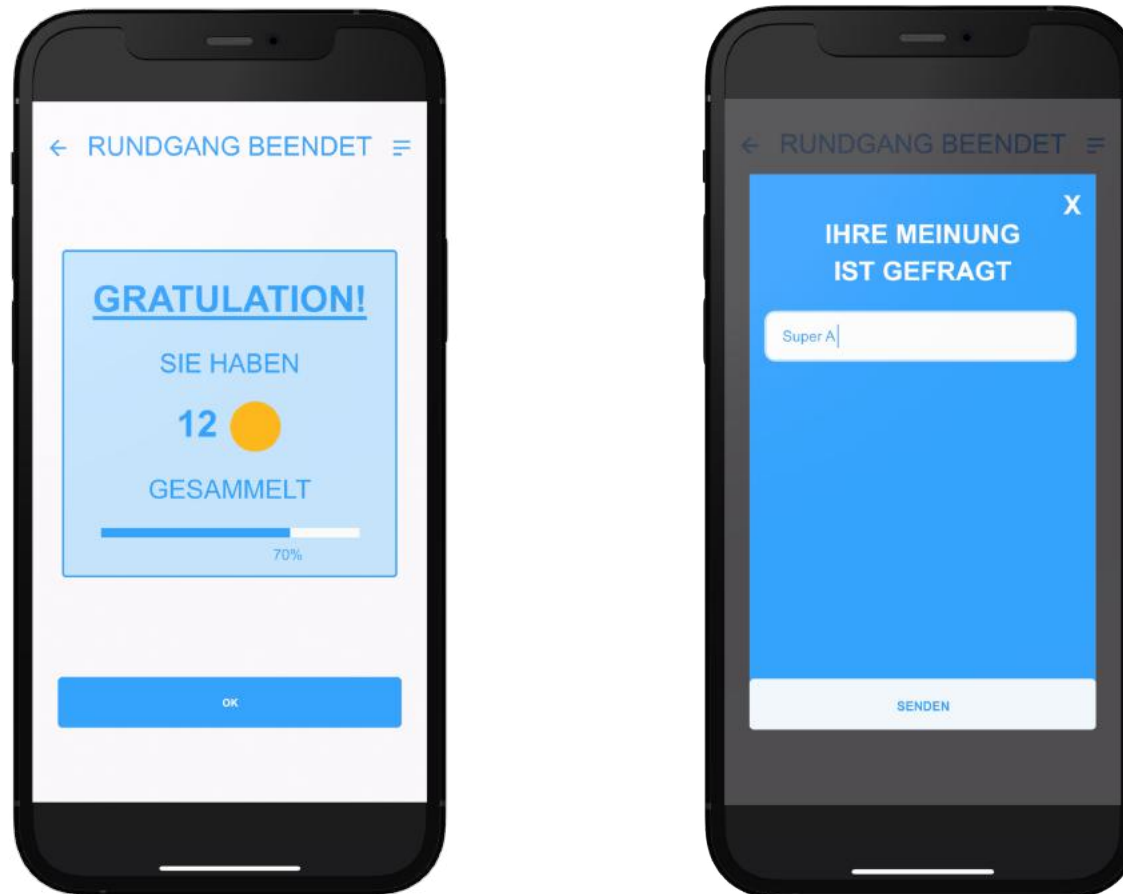 RUNDGANG BEENDET
GRATULATION!
SIE HABEN
12
GESAMMELT
70%
OK
RUNDGANG BEENDET
X
IHRE MEINUNG
IST GEFRAGT
Super A
SENDEN